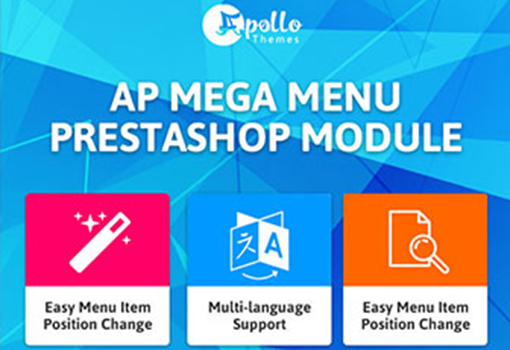 Apollo
Themes
AP MEGA MENU
PRESTASHOP MODULE
Easy Menu Item
Position Change
Multi-language
Support
Easy Menu Item
Position Change
A